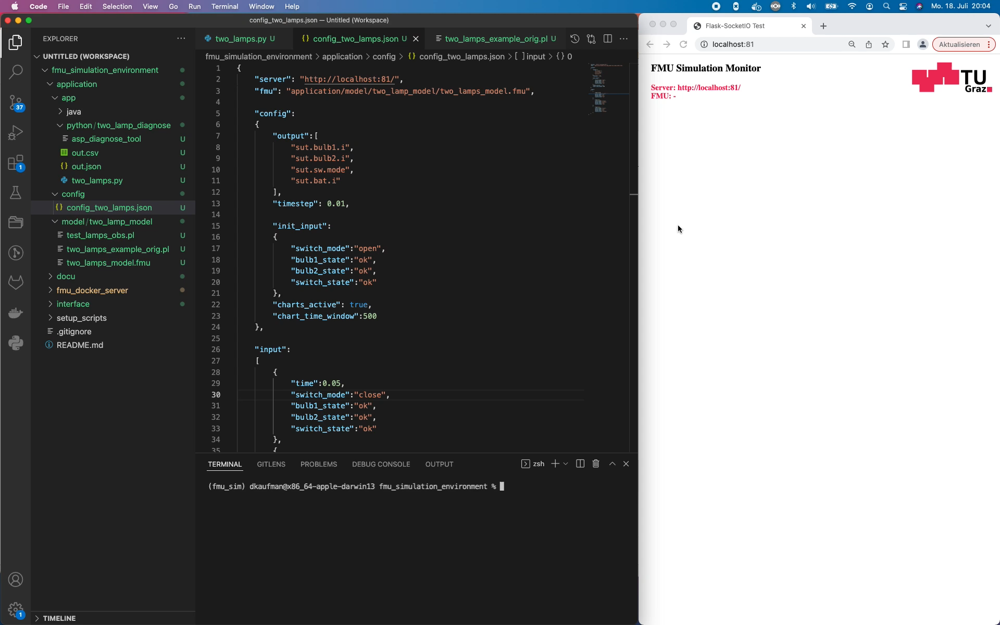 Code File Edit Selection View Go Run Terminal Window Help
Mo. 18. Juli 20:04
config_two_lamps.json — Untitled (Workspace)
EXPLORER
UNTITLED (WORKSPACE)
fmu_simulation_environment
application
app
java
python/two_lamp_diagnose
asp_diagnose_tool U
out.csv U
{} out.json U
two_lamps.py U
config
{} config_two_lamps.json U
model/two_lamp_model
test_lamps_obs.pl U
two_lamps_example_orig.pl U
two_lamps_model.fmu U
docu
fmu_docker_server
interface
setup_scripts
.gitignore
README.md
TIMELINE
37
1
1
two_lamps.py U
{} config_two_lamps.json U
two_lamps_example_orig.pl U
fmu_simulation_environment > application > config > {} config_two_lamps.json > [ ] input > {} 0
1 {
2 "server": "http://localhost:81/",
3 "fmu": "application/model/two_lamp_model/two_lamps_model.fmu",
4
5 "config":
6 {
7 "output":[
8 "sut.bulb1.i",
9 "sut.bulb2.i",
10 "sut.sw.mode",
11 "sut.bat.i"
12 ],
13 "timestep": 0.01,
14
15 "init_input":
16 {
17 "switch_mode":"open",
18 "bulb1_state":"ok",
19 "bulb2_state":"ok",
20 "switch_state":"ok"
21 },
22 "charts_active": true,
23 "chart_time_window":500
24 },
25
26 "input":
27 [
28 {
29 "time":0.05,
30 "switch_mode":"close",
31 "bulb1_state":"ok",
32 "bulb2_state":"ok",
33 "switch_state":"ok"
34 },
35 {
TERMINAL GITLENS PROBLEMS DEBUG CONSOLE OUTPUT
zsh
(fmu_sim) dkaufman@x86_64-apple-darwin13 fmu_simulation_environment %
Flask-SocketIO Test
localhost:81
Aktualisieren
FMU Simulation Monitor
Server: http://localhost:81/
FMU: -
TU
Graz